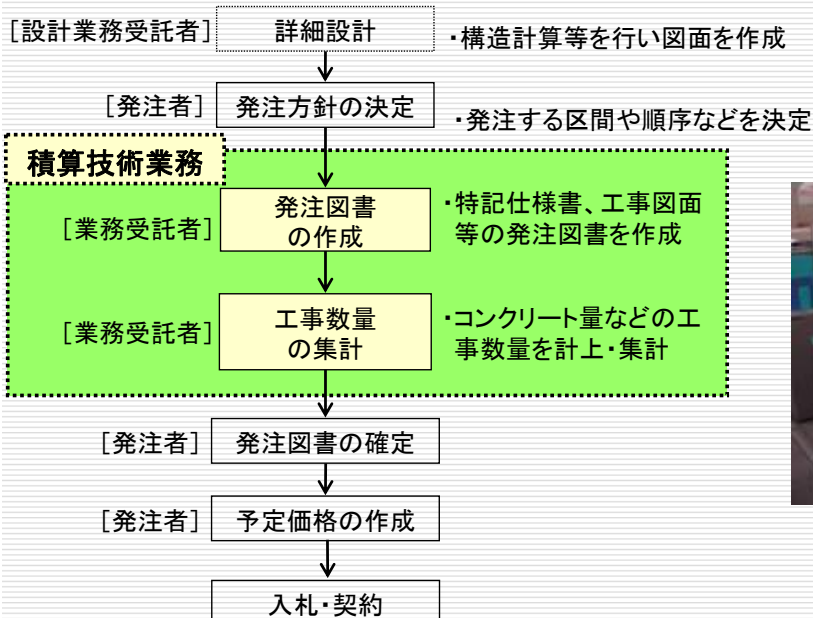 [設計業務受託者] 詳細設計 ・構造計算等を行い図面を作成
[発注者] 発注方針の決定 ・発注する区間や順序などを決定
積算技術業務
[業務受託者] 発注図書
の作成
・特記仕様書、工事図面
等の発注図書を作成
[業務受託者] 工事数量
の集計
・コンクリート量などの工
事数量を計上・集計
[発注者] 発注図書の確定
[発注者] 予定価格の作成
入札・契約